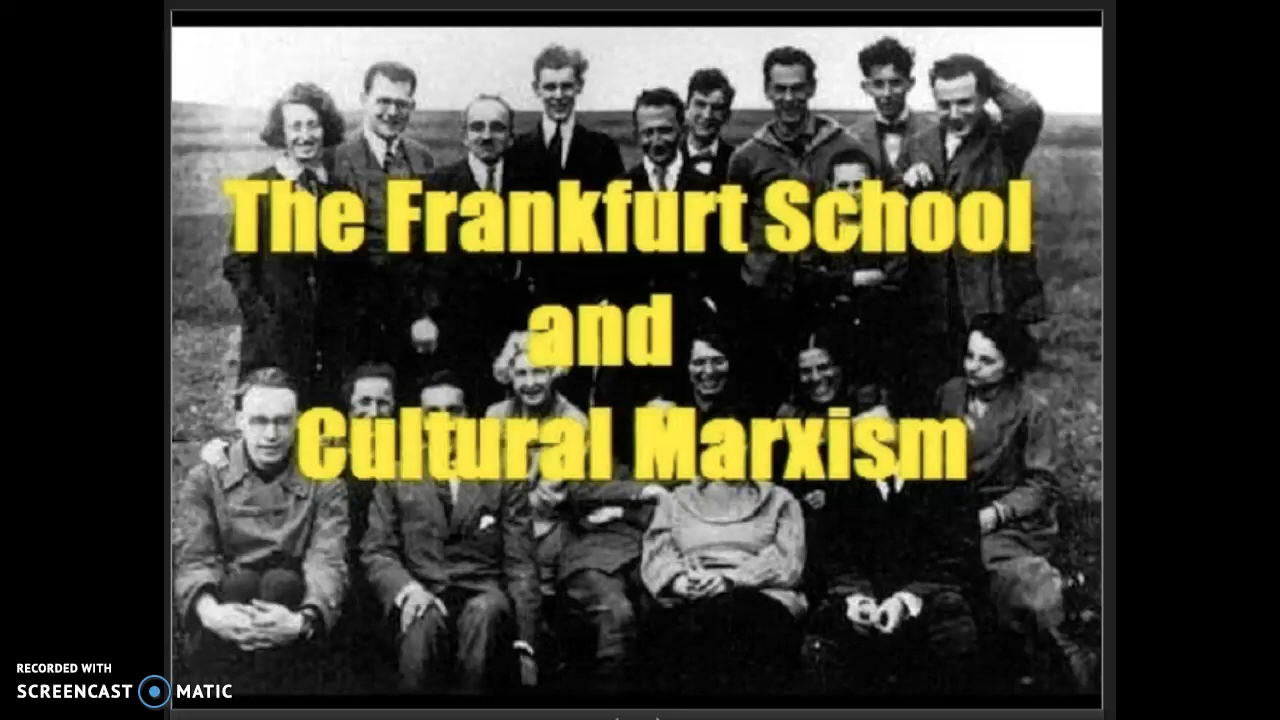 The Frankfurt School
and
Cultural Marxism
RECORDED WITH
SCREENCAST MATIC